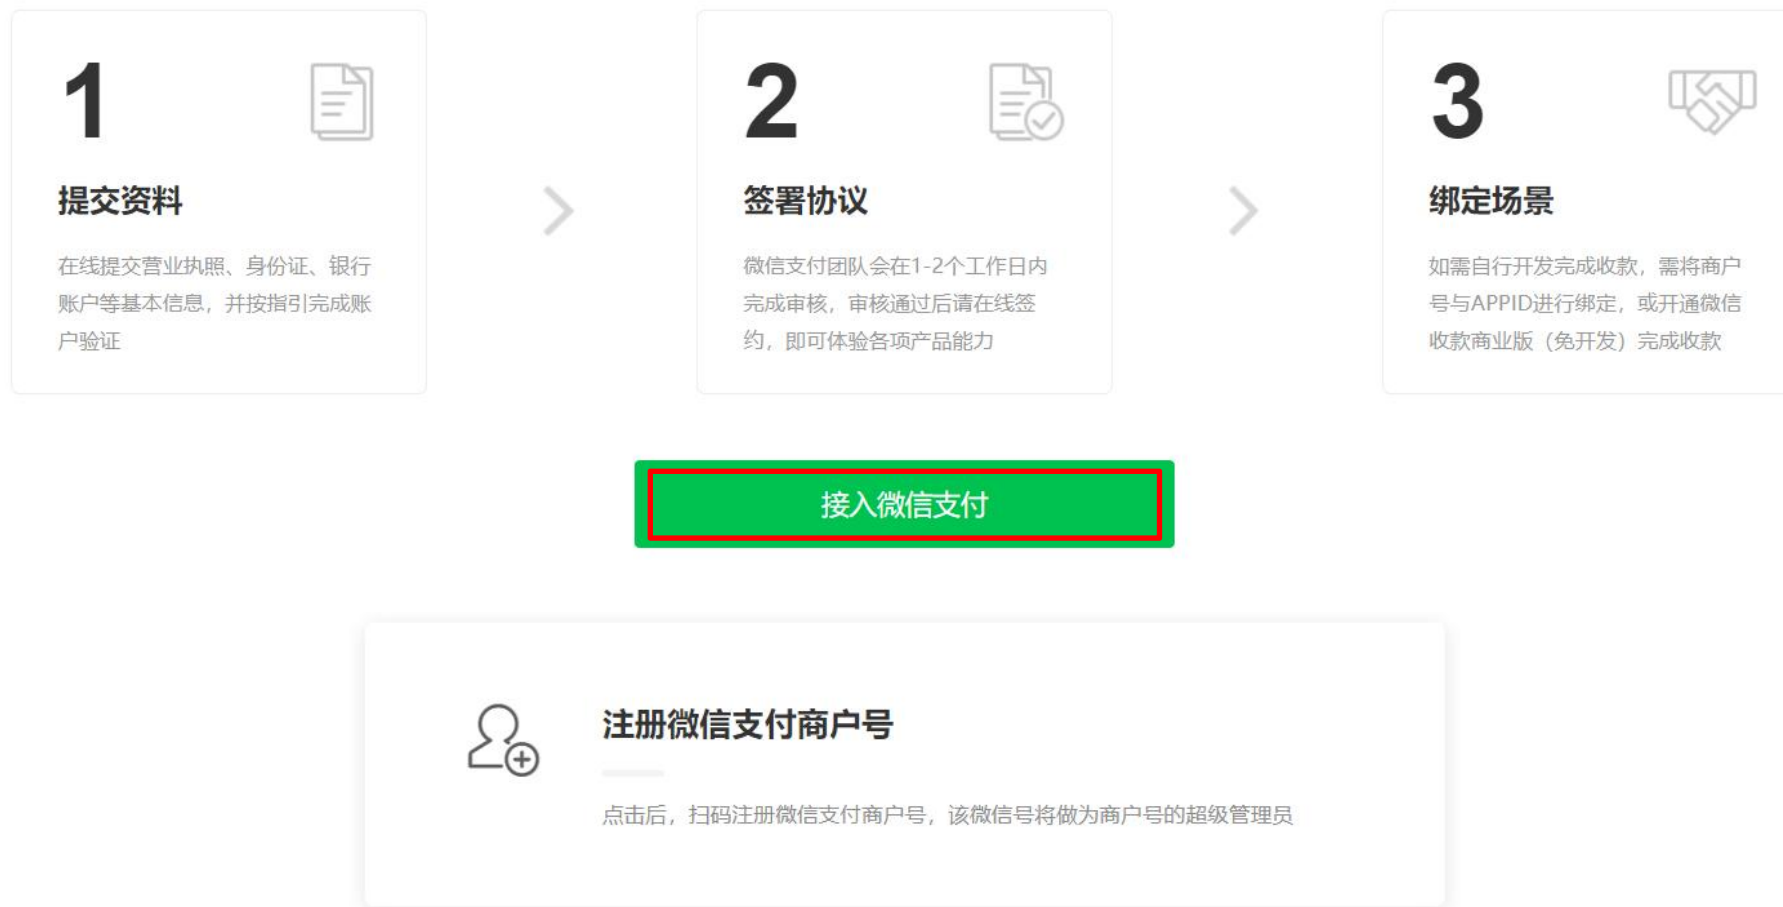 1
提交资料
在线提交营业执照、身份证、银行
账户等基本信息，并按指引完成账
户验证
2
签署协议
微信支付团队会在1-2个工作日内
完成审核，审核通过后请在线签
约，即可体验各项产品能力
3
绑定场景
如需自行开发完成收款，需将商户
号与APPID进行绑定，或开通微信
收款商业版（免开发）完成收款
接入微信支付
注册微信支付商户号
点击后，扫码注册微信支付商户号，该微信号将做为商户号的超级管理员